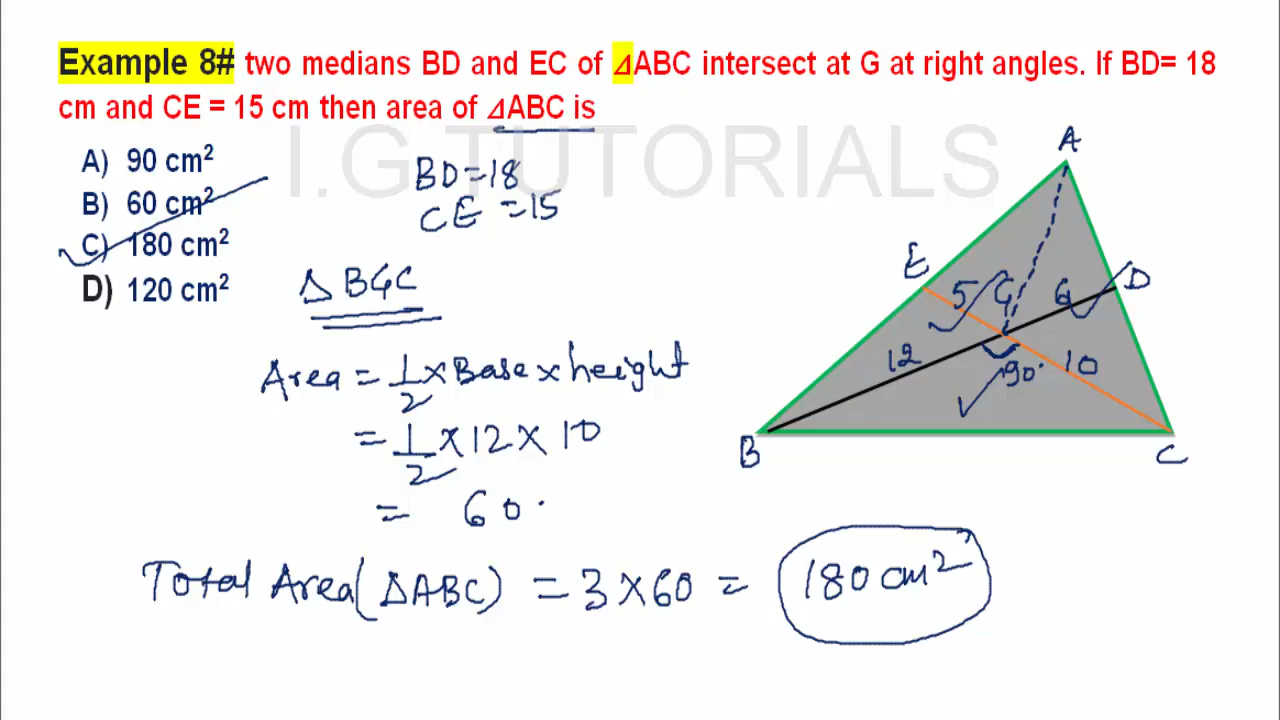 Example 8# two medians BD and EC of ⊿ABC intersect at G at right angles. If BD= 18
cm and CE = 15 cm then area of ⊿ABC is
I.G TUTORIALS
A) 90 cm²
B) 60 cm²
C) 180 cm²
D) 120 cm²
BD=18
CE =15
Δ BGC
Area = 1/2 × Base × height
= 1/2 × 12 × 10
= 60.
Total Area (ΔABC) = 3 × 60 = 180 cm²
A
E
D
5
G
6
12
90°
10
B
C